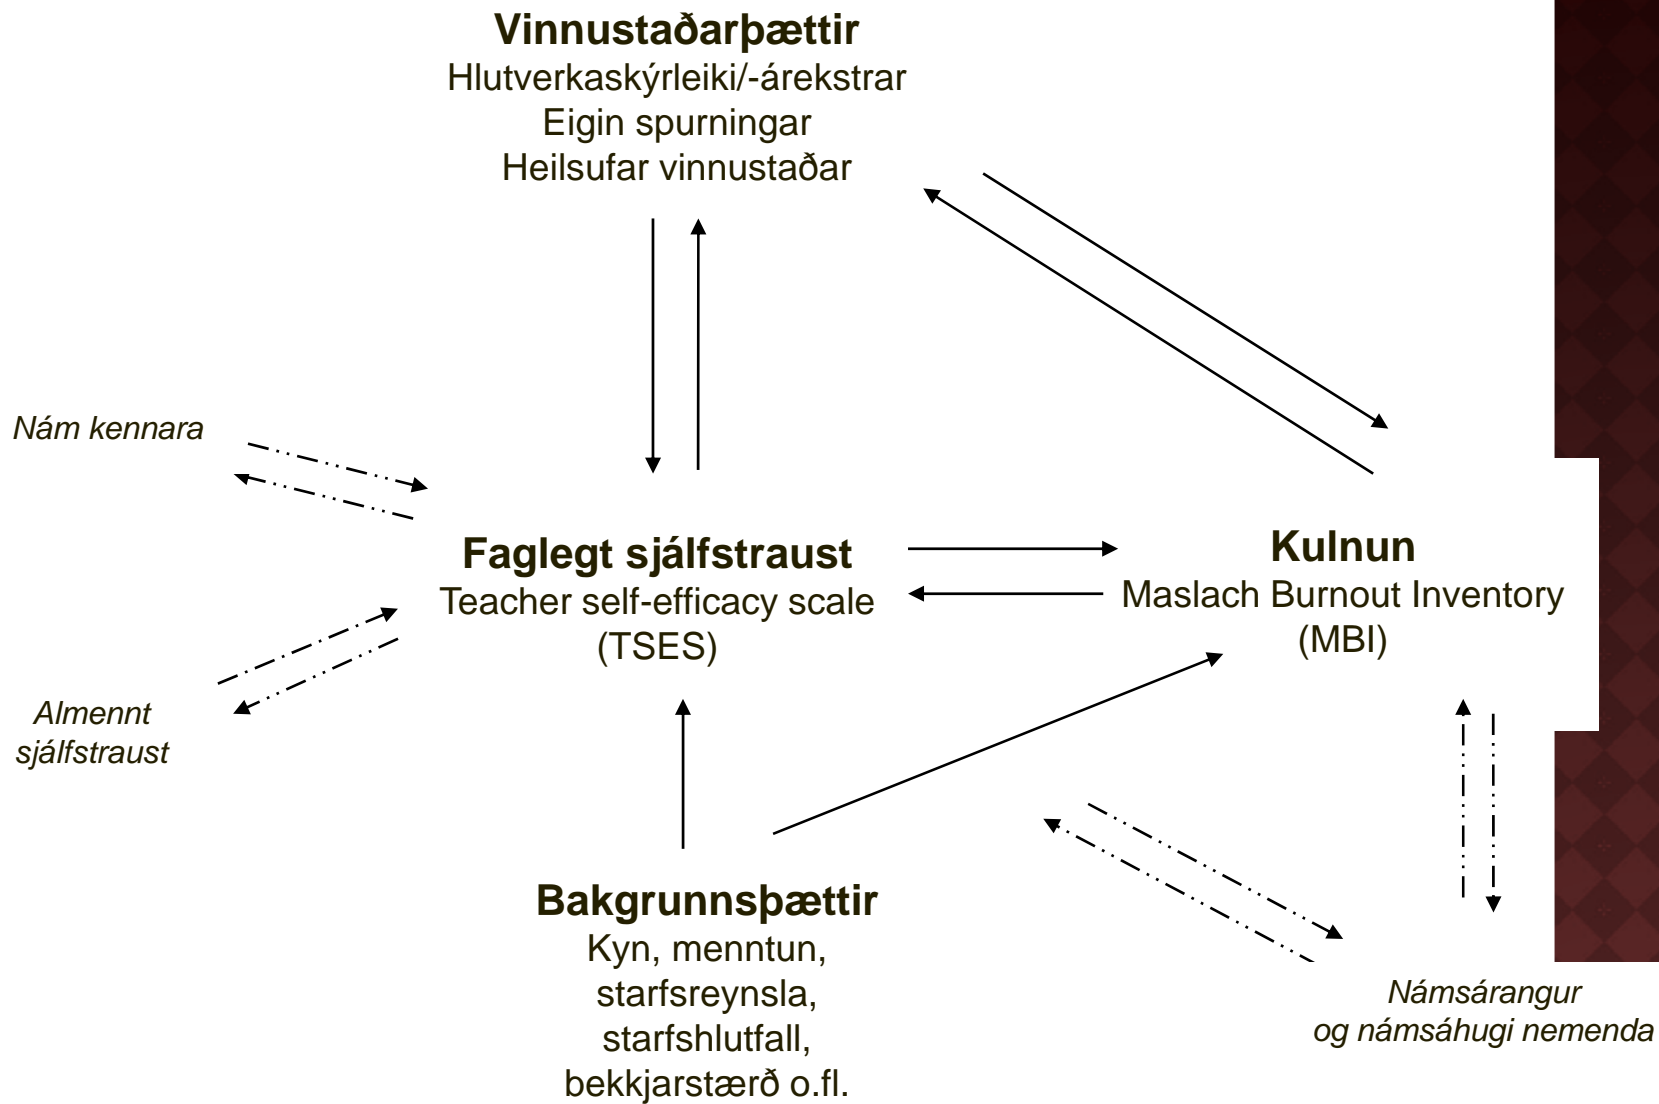 Vinnustaðarþættir
Hlutverkaskýrleiki/-árekstrar
Eigin spurningar
Heilsufar vinnustaðar
Nám kennara
Faglegt sjálfstraust
Teacher self-efficacy scale
(TSES)
Kulnun
Maslach Burnout Inventory
(MBI)
Almennt
sjálfstraust
Bakgrunnsþættir
Kyn, menntun,
starfsreynsla,
starfshlutfall,
bekkjarstærð o.fl.
Námsárangur
og námsáhugi nemenda